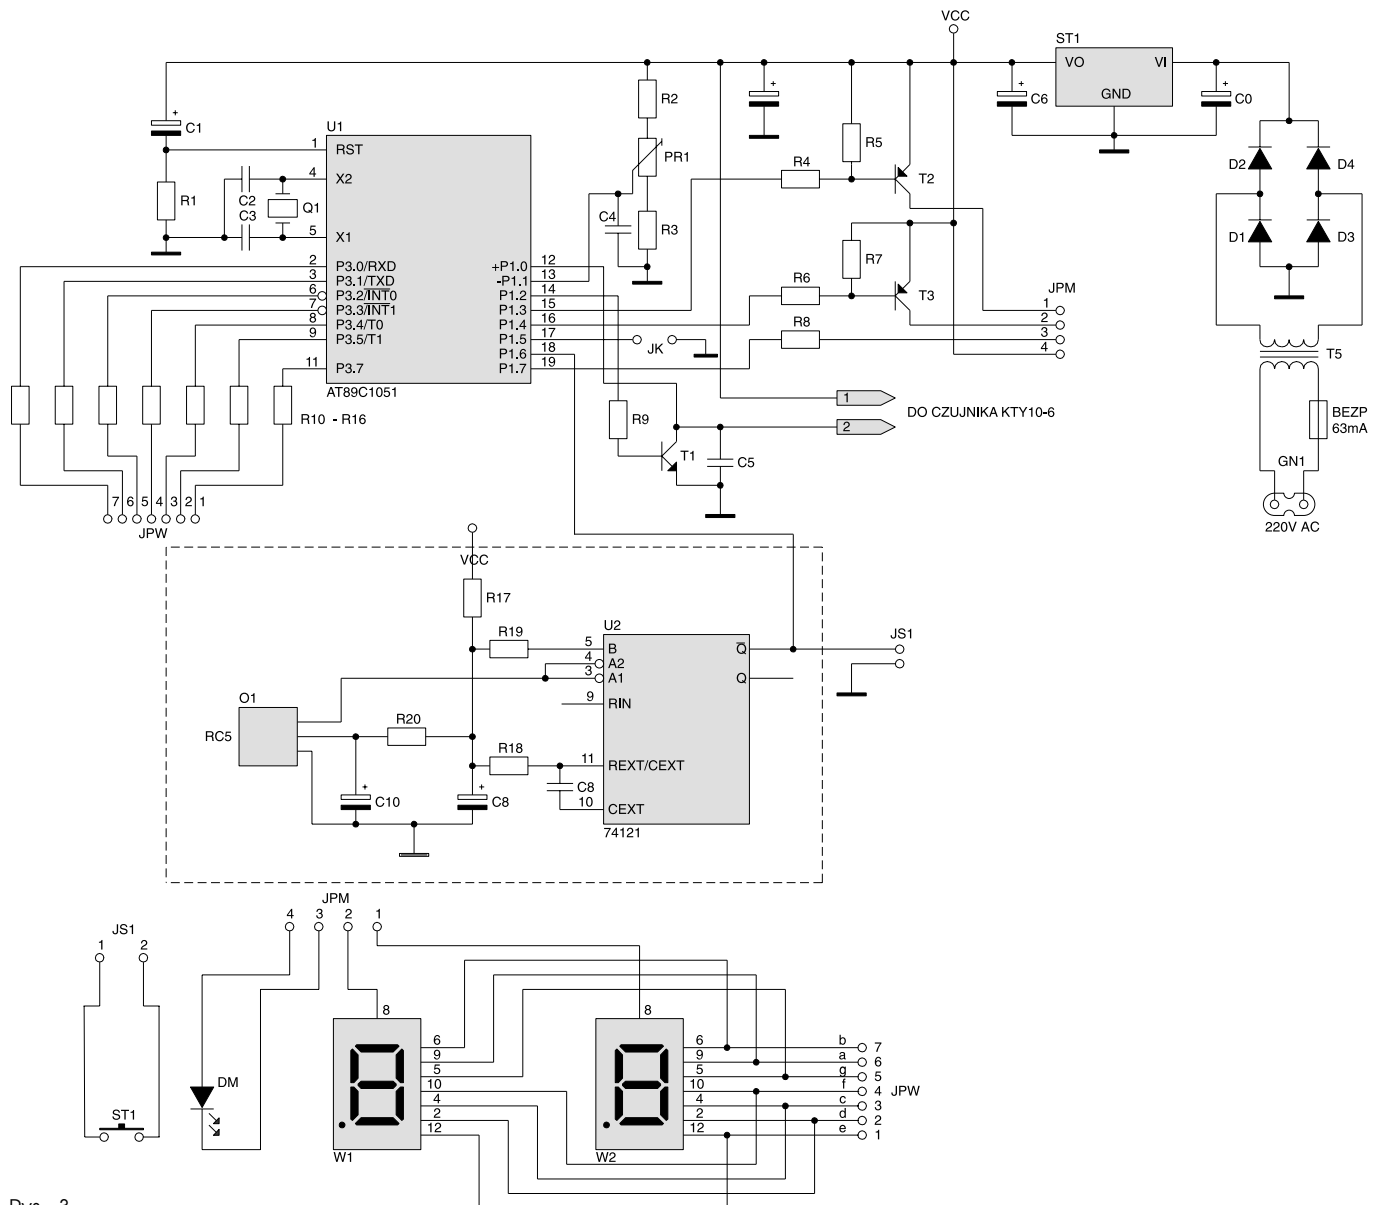 VCC
ST1
VO VI
GND
+ C6
+ C0
D2 D4
D1 D3
T5
BEZP
63mA
GN1
220V AC
+ C1
R1
C2
C3
Q1
U1
1 RST
4 X2
5 X1
2 P3.0/RXD
3 P3.1/TXD
6 P3.2/INT0
7 P3.3/INT1
8 P3.4/T0
9 P3.5/T1
11 P3.7
+P1.0 12
-P1.1 13
P1.2 14
P1.3 15
P1.4 16
P1.5 17
P1.6 18
P1.7 19
AT89C1051
R2
PR1
C4
R3
+
R5
R4
T2
R7
R6
T3
R8
JPM
1
2
3
4
JK
1
2
DO CZUJNIKA KTY10-6
R9
T1
C5
R10 - R16
7 6 5 4 3 2 1
JPW
VCC
R17
R19
U2
5 B
4 A2
3 A1
9 RIN
11 REXT/CEXT
10 CEXT
Q
Q
74121
JS1
O1
RC5
R20
R18
C8
+ C10
+ C8
JPM
4 3 2 1
JS1
1 2
ST1
DM
8
6
9
5
10
4
2
12
W1
8
6
9
5
10
4
2
12
W2
b 7
a 6
g 5
f 4
c 3
d 2
e 1
JPW